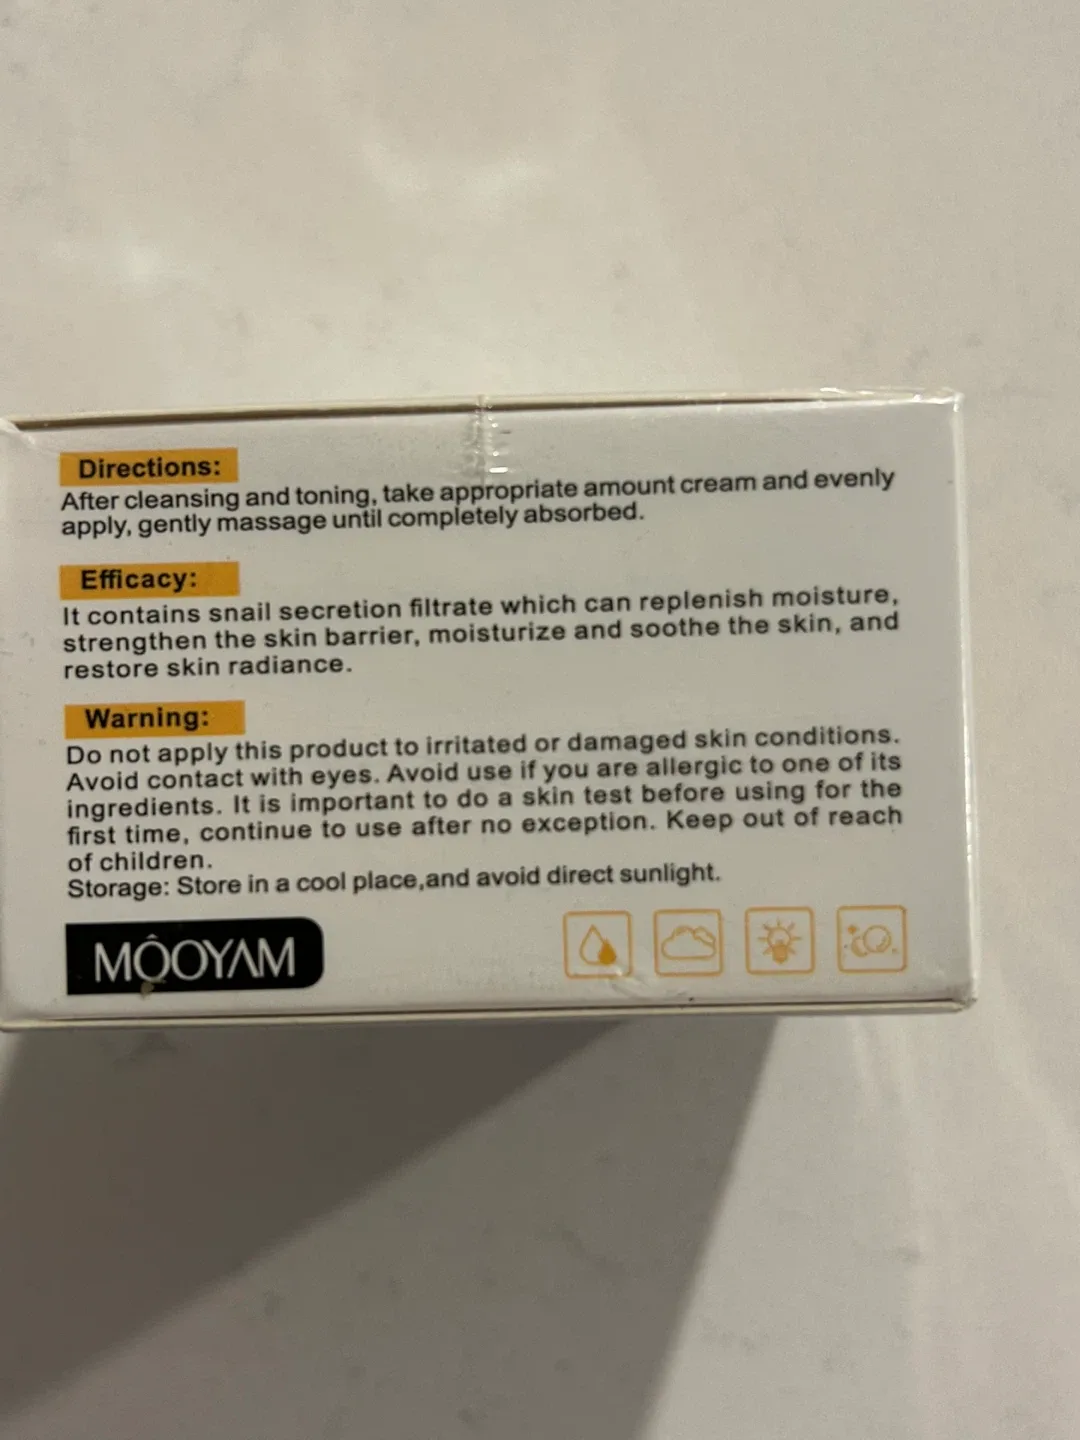 Directions:
After cleansing and toning, take appropriate amount cream and evenly
apply, gently massage until completely absorbed.
Efficacy:
It contains snail secretion filtrate which can replenish moisture,
strengthen the skin barrier, moisturize and soothe the skin, and
restore skin radiance.
Warning:
Do not apply this product to irritated or damaged skin conditions.
Avoid contact with eyes. Avoid use if you are allergic to one of its
ingredients. It is important to do a skin test before using for the
first time, continue to use after no exception. Keep out of reach
of children.
Storage: Store in a cool place,and avoid direct sunlight.
MÔOYAM